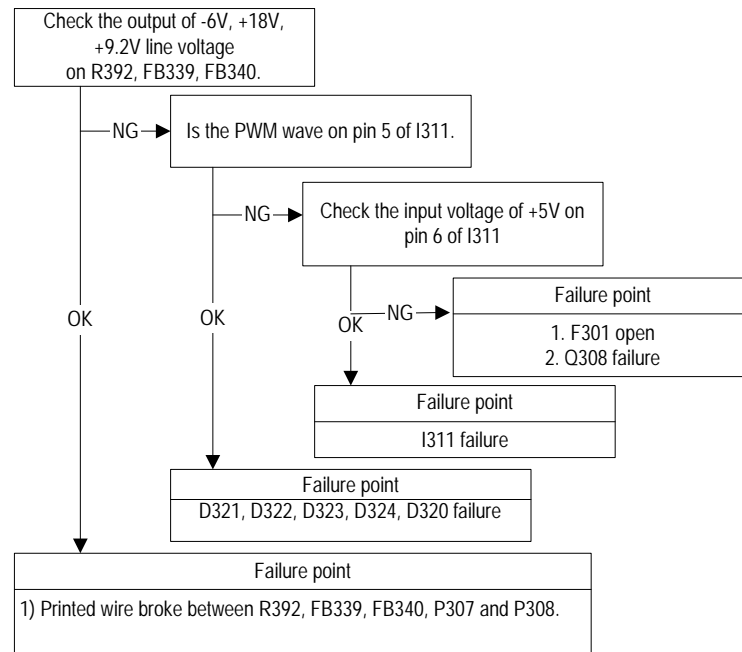 Check the output of -6V, +18V,
+9.2V line voltage
on R392, FB339, FB340.
NG
Is the PWM wave on pin 5 of I311.
NG
Check the input voltage of +5V on
pin 6 of I311
OK
OK
OK
NG
Failure point
1. F301 open
2. Q308 failure
Failure point
I311 failure
Failure point
D321, D322, D323, D324, D320 failure
Failure point
1) Printed wire broke between R392, FB339, FB340, P307 and P308.